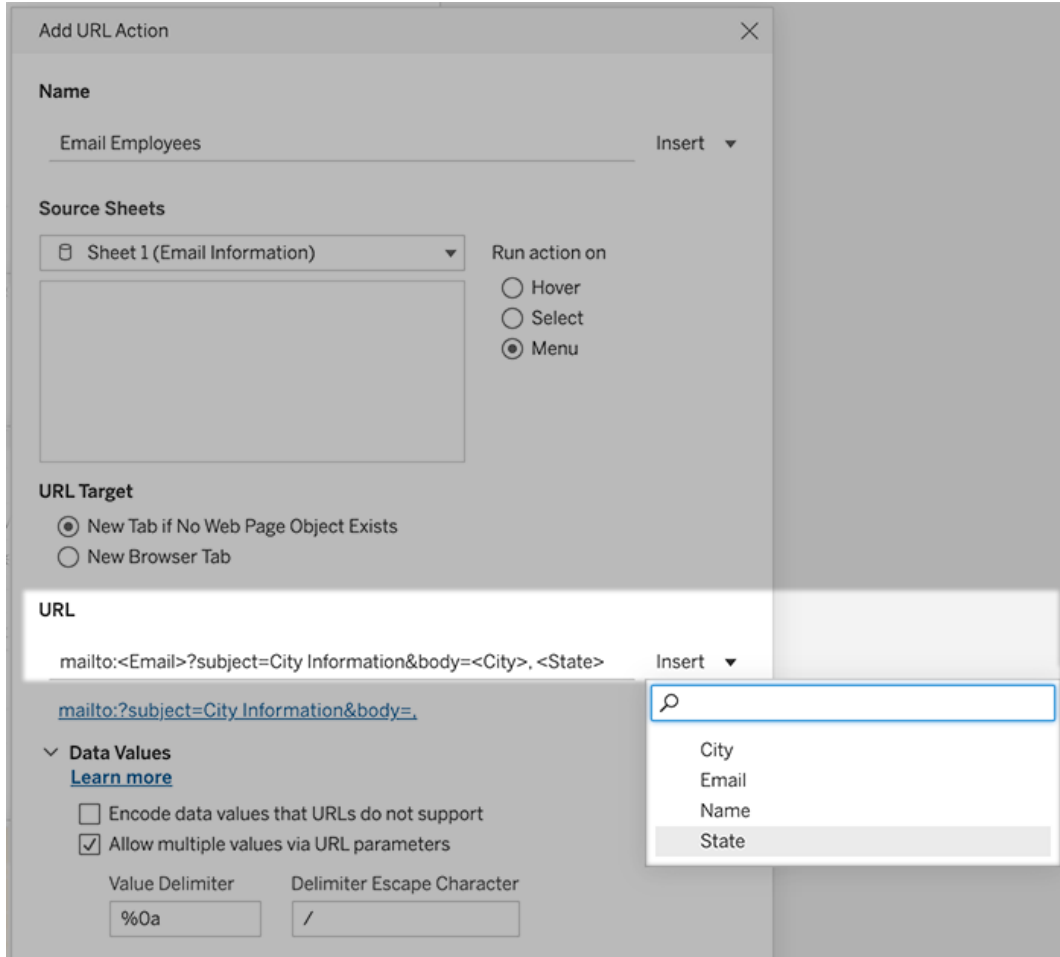 Add URL Action
Name
Email Employees
Insert
Source Sheets
Sheet 1 (Email Information)
Run action on
Hover
Select
Menu
URL Target
New Tab if No Web Page Object Exists
New Browser Tab
URL
mailto:<Email>?subject=City Information&body=<City>, <State>
Insert
mailto:?subject=City Information&body=,
Data Values
Learn more
City
Email
Name
State
Encode data values that URLs do not support
Allow multiple values via URL parameters
Value Delimiter
Delimiter Escape Character
%0a
/